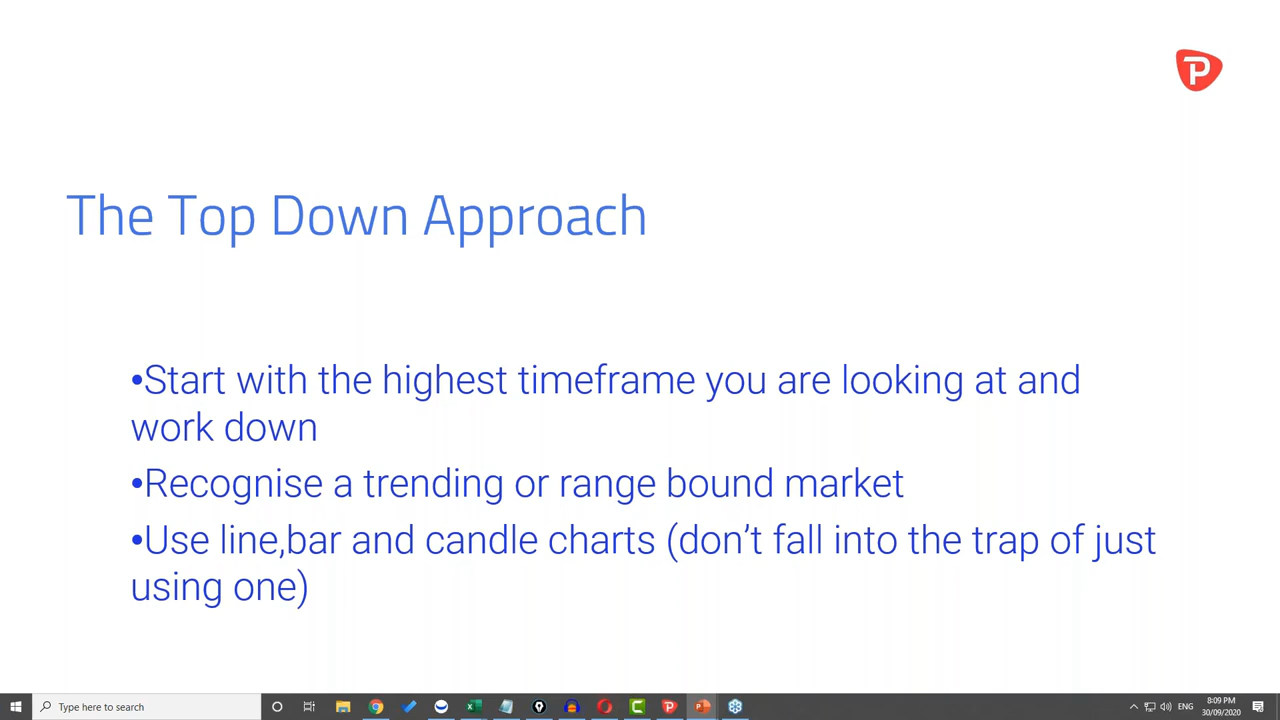 The Top Down Approach
•Start with the highest timeframe you are looking at and
work down
•Recognise a trending or range bound market
•Use line,bar and candle charts (don’t fall into the trap of just
using one)
Type here to search
ENG
8:09 PM
30/09/2020